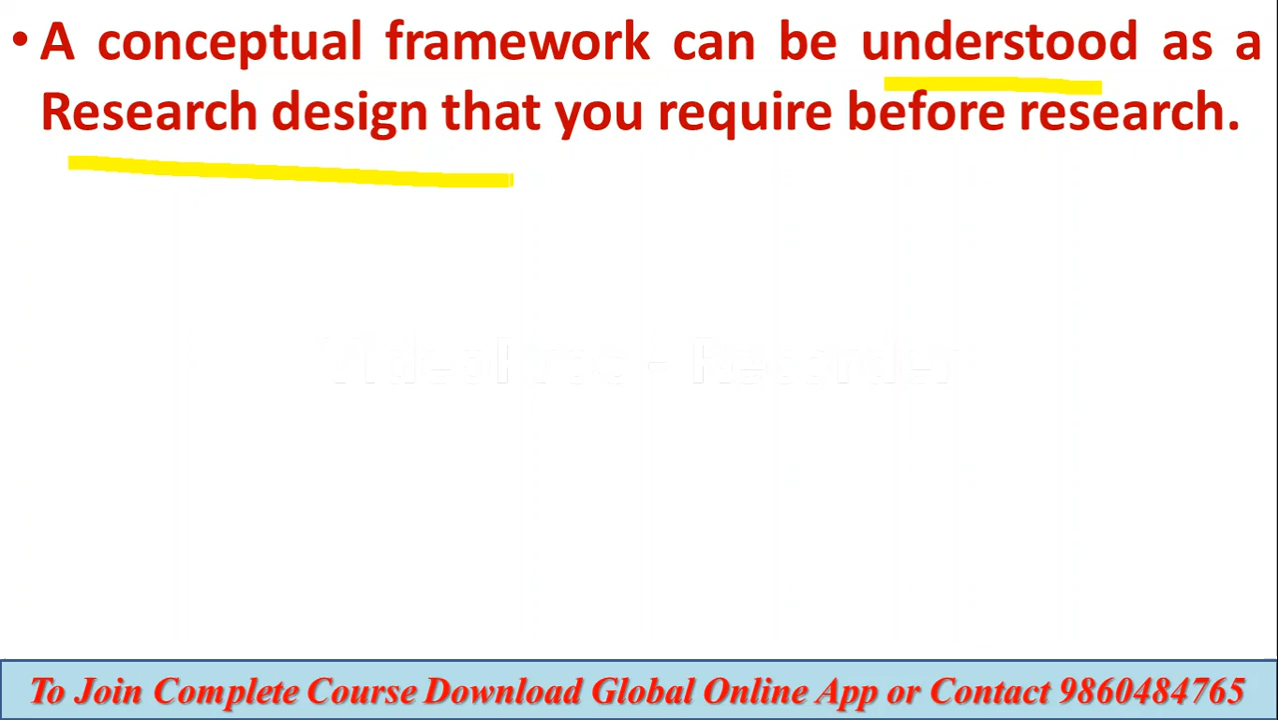 • A conceptual framework can be understood as a
Research design that you require before research.
To Join Complete Course Download Global Online App or Contact 9860484765